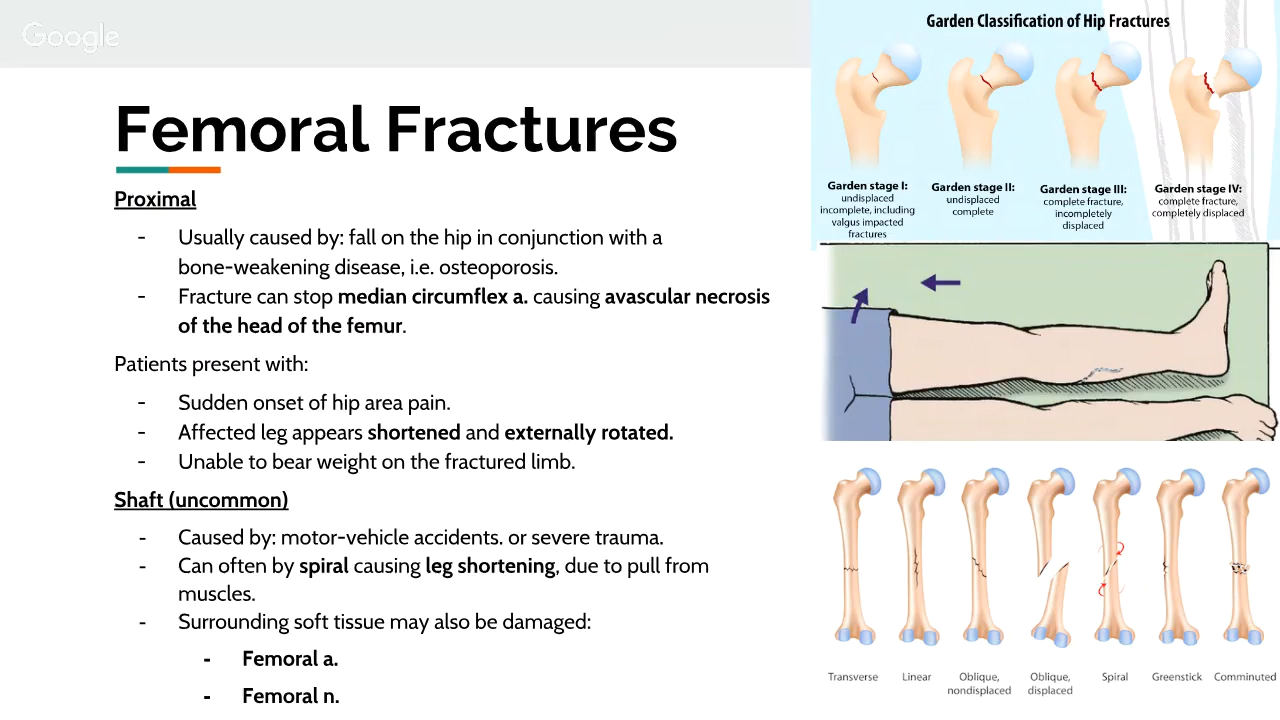 Google
Femoral Fractures
Proximal
- Usually caused by: fall on the hip in conjunction with a
bone-weakening disease, i.e. osteoporosis.
- Fracture can stop median circumflex a. causing avascular necrosis
of the head of the femur.
Patients present with:
- Sudden onset of hip area pain.
- Affected leg appears shortened and externally rotated.
- Unable to bear weight on the fractured limb.
Shaft (uncommon)
- Caused by: motor-vehicle accidents. or severe trauma.
- Can often by spiral causing leg shortening, due to pull from
muscles.
- Surrounding soft tissue may also be damaged:
- Femoral a.
- Femoral n.
Garden Classification of Hip Fractures
Garden stage I:
undisplaced
incomplete, including
valgus impacted
fractures
Garden stage II:
undisplaced
complete
Garden stage III:
complete fracture,
incompletely
displaced
Garden stage IV:
complete fracture,
completely displaced
Transverse
Linear
Oblique,
nondisplaced
Oblique,
displaced
Spiral
Greenstick
Comminuted